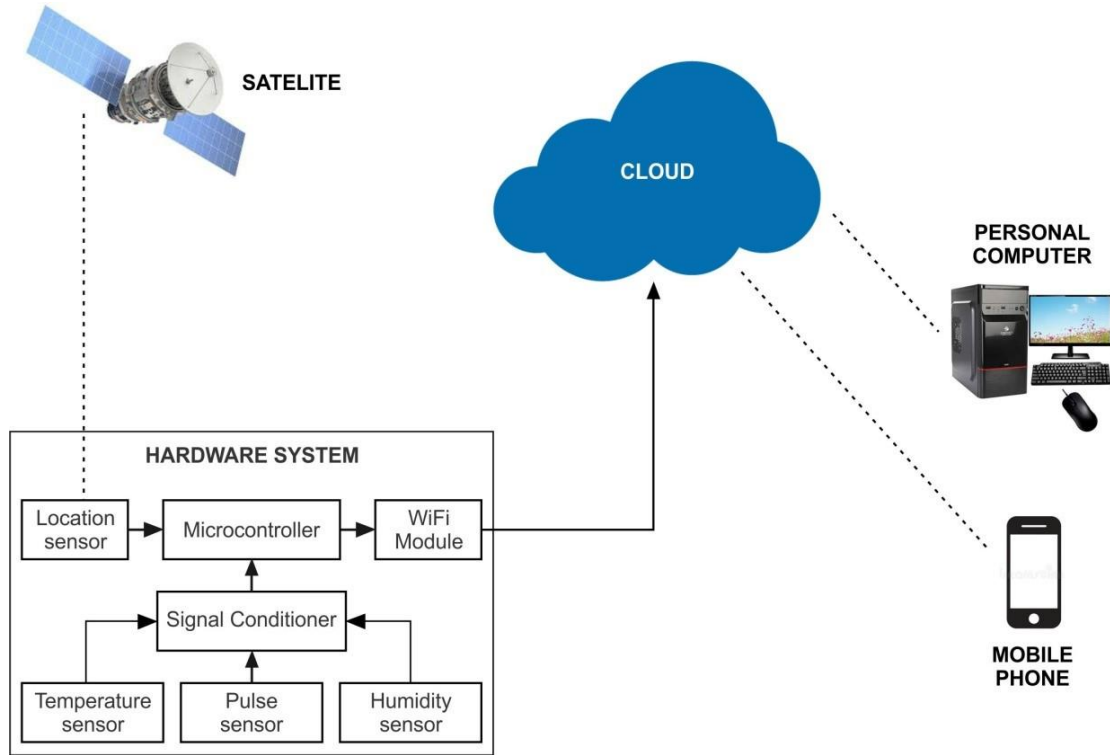 SATELITE
CLOUD
PERSONAL
COMPUTER
HARDWARE SYSTEM
Location
sensor
Microcontroller
WiFi
Module
Signal Conditioner
Temperature
sensor
Pulse
sensor
Humidity
sensor
MOBILE
PHONE